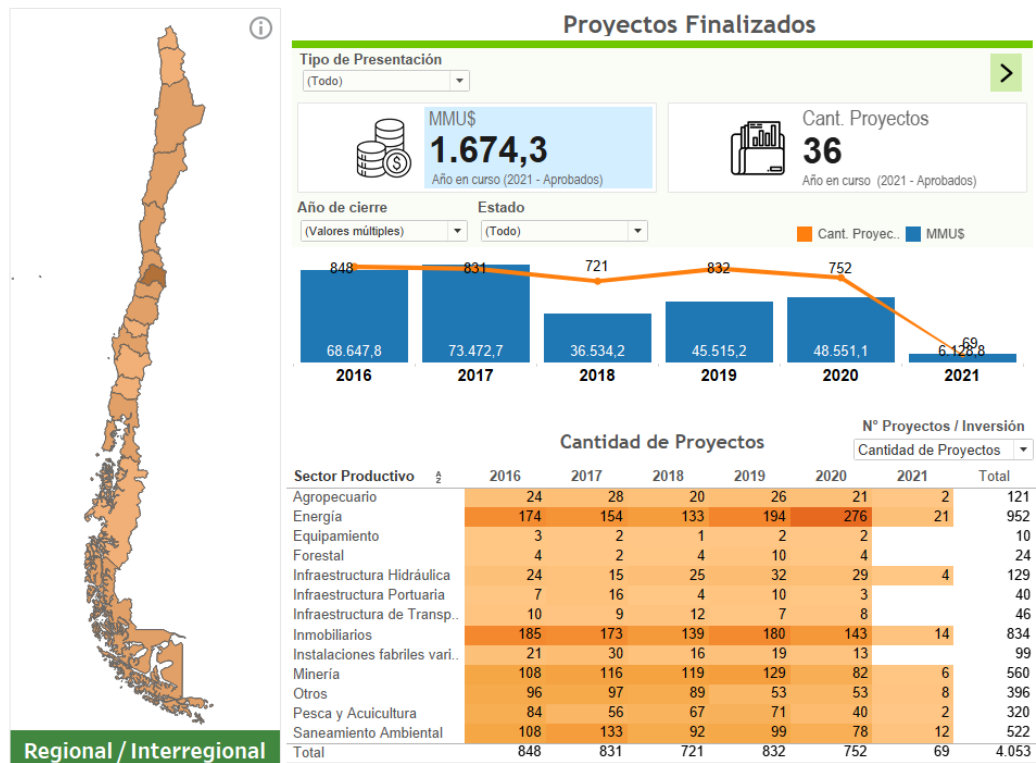 Proyectos Finalizados
Tipo de Presentación
(Todo)
MMU$
1.674,3
Año en curso (2021 - Aprobados)
Cant. Proyectos
36
Año en curso (2021 - Aprobados)
Año de cierre Estado
(Valores múltiples) (Todo)
Cant. Proyec.. MMU$
848 831 721 832 752 69
68.647,8 73.472,7 36.534,2 45.515,2 48.551,1 6.128,8
2016 2017 2018 2019 2020 2021
N° Proyectos / Inversión
Cantidad de Proyectos
Cantidad de Proyectos
Sector Productivo 2016 2017 2018 2019 2020 2021 Total
Agropecuario 24 28 20 26 21 2 121
Energía 174 154 133 194 276 21 952
Equipamiento 3 2 1 2 2 10
Forestal 4 2 4 10 4 24
Infraestructura Hidráulica 24 15 25 32 29 4 129
Infraestructura Portuaria 7 16 4 10 3 40
Infraestructura de Transp.. 10 9 12 7 8 46
Inmobiliarios 185 173 139 180 143 14 834
Instalaciones fabriles vari.. 21 30 16 19 13 99
Minería 108 116 119 129 82 6 560
Otros 96 97 89 53 53 8 396
Pesca y Acuicultura 84 56 67 71 40 2 320
Saneamiento Ambiental 108 133 92 99 78 12 522
Total 848 831 721 832 752 69 4.053
Regional / Interregional